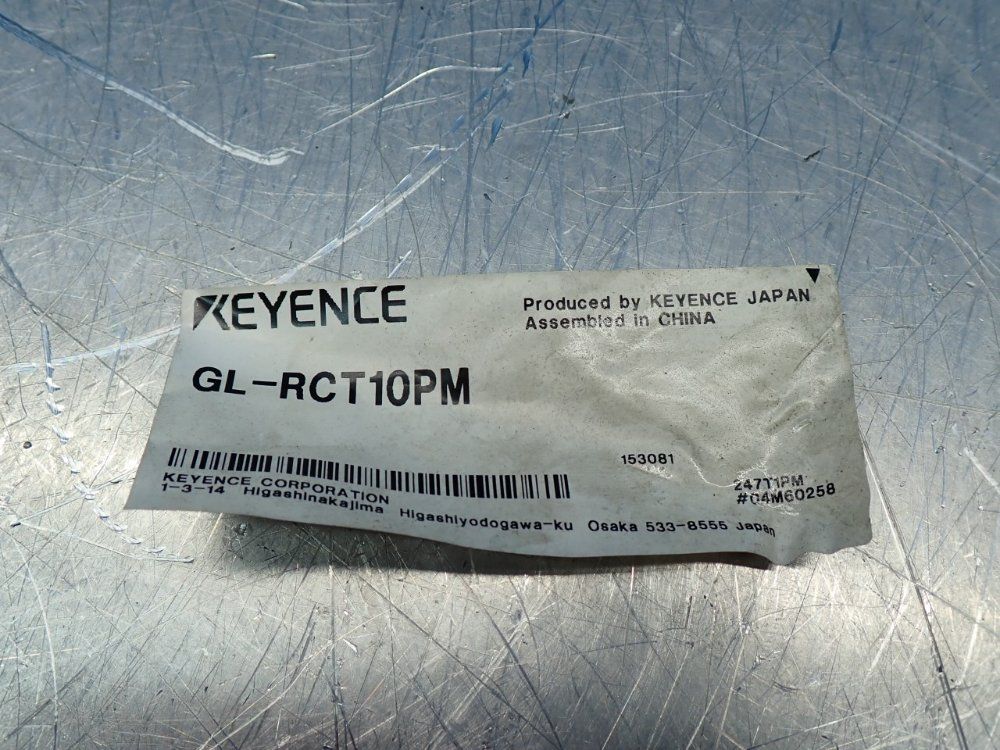 KEYENCE
Produced by KEYENCE JAPAN
Assembled in CHINA
GL-RCT10PM
153081
247T1PM
#04M60258
KEYENCE CORPORATION
1-3-14 Higashinakajima Higashiyodogawa-ku Osaka 533-8555 Japan